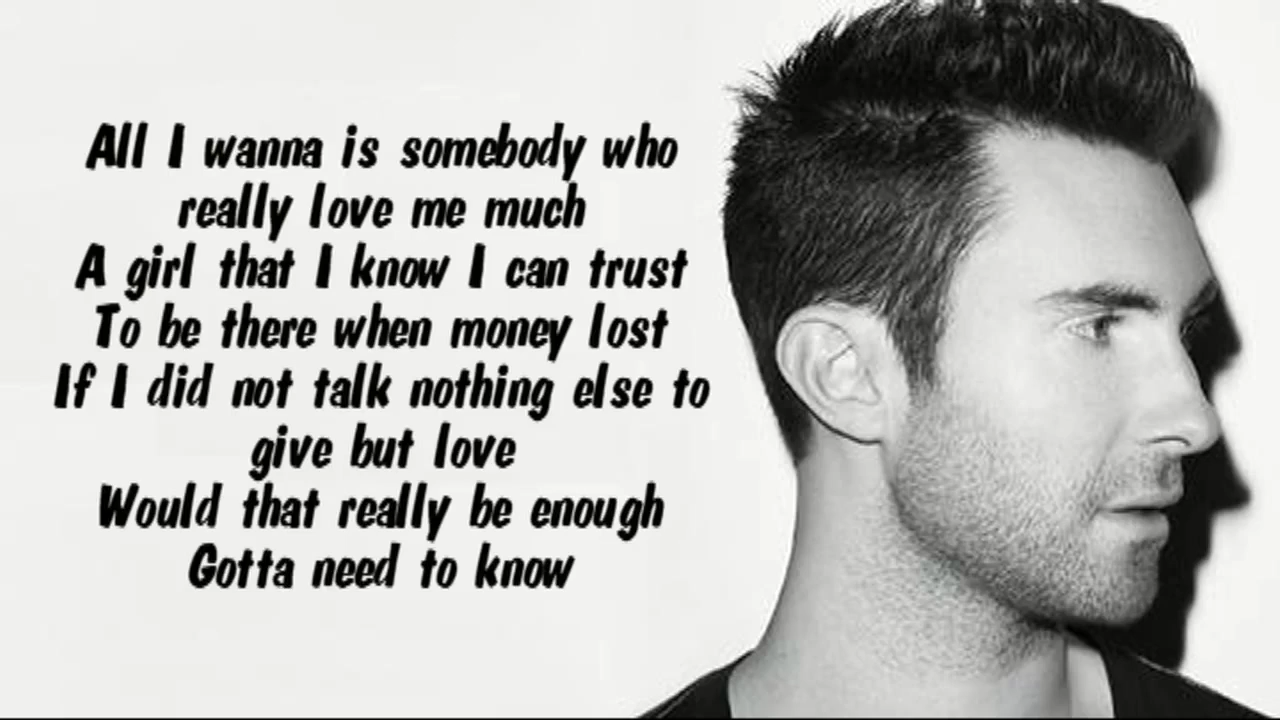 All I wanna is somebody who
really love me much
A girl that I know I can trust
To be there when money lost
If I did not talk nothing else to
give but love
Would that really be enough
Gotta need to know